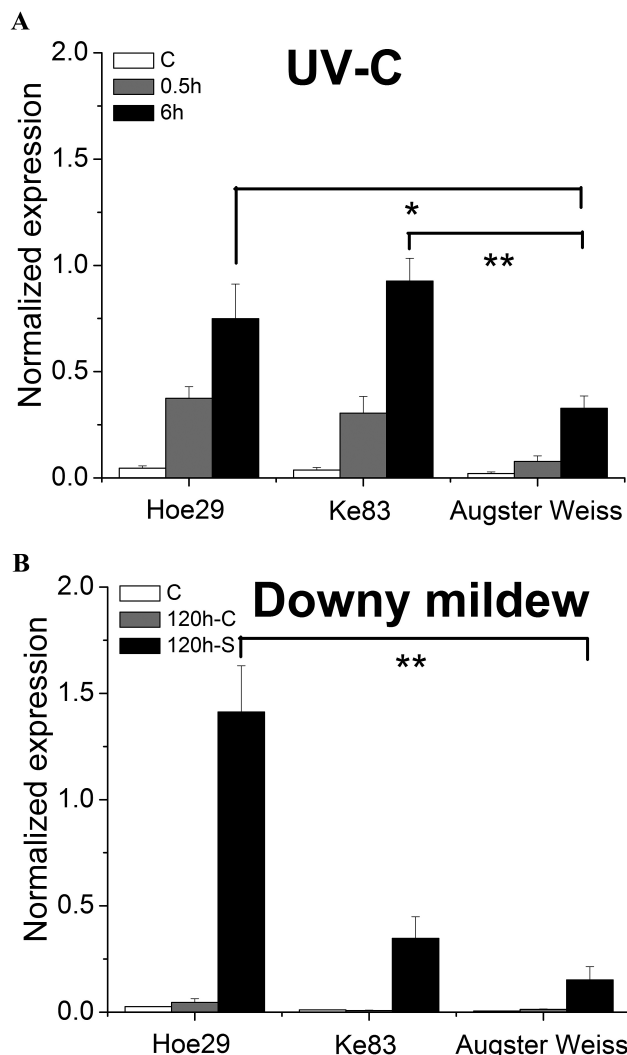 A
UV-C
C
0.5h
6h
Normalized expression
2.0
1.5
1.0
0.5
0.0
*
**
Hoe29 Ke83 Augster Weiss
B
Downy mildew
C
120h-C
120h-S
Normalized expression
2.0
1.5
1.0
0.5
0.0
**
Hoe29 Ke83 Augster Weiss